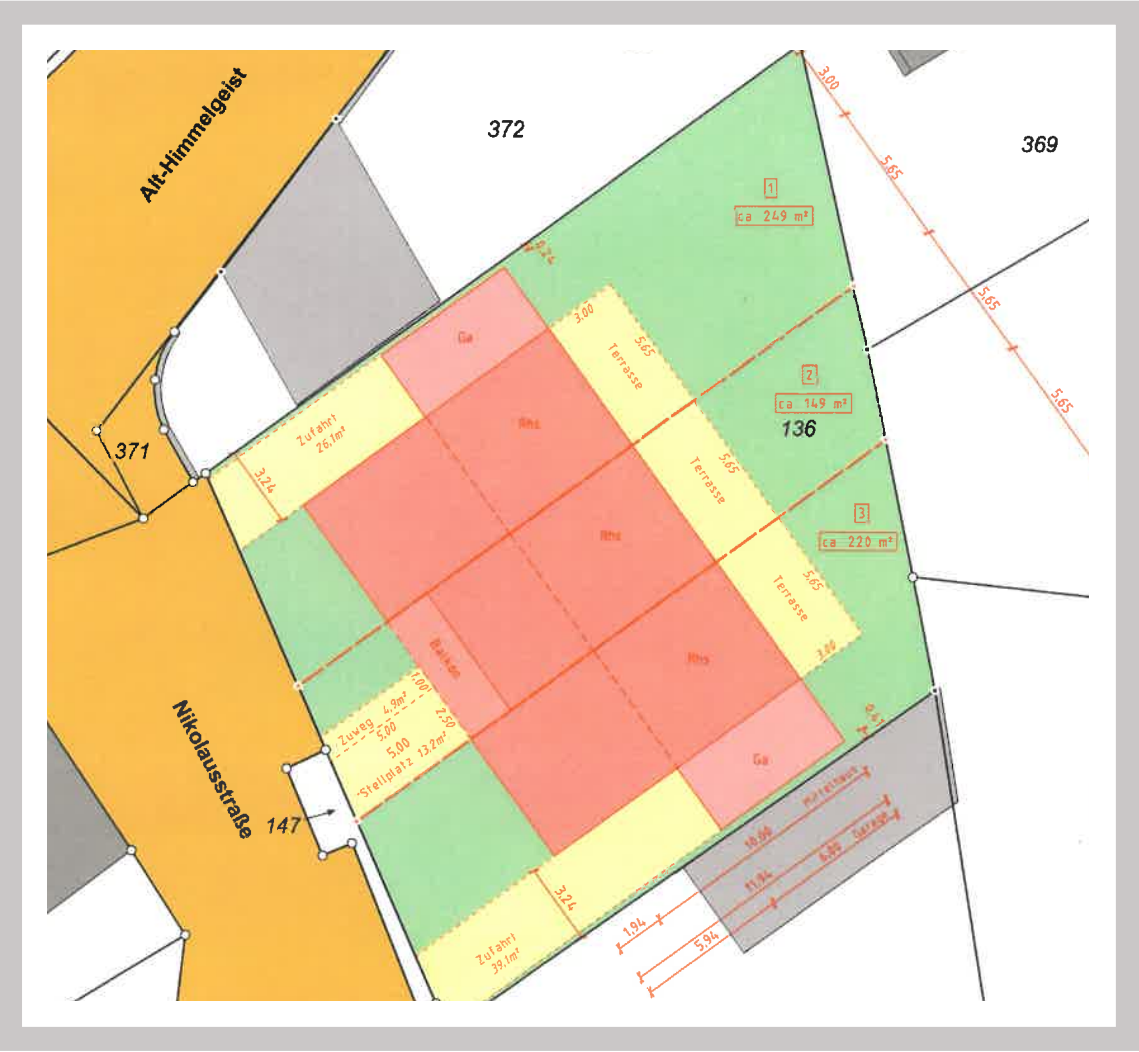 Alt-Himmelgeist
372
369
3,00
5,65
5,65
5,65
1
ca 249 m²
0,24
Ga
3.00
5,65
Terrasse
2
ca 149 m²
136
Rhs
Zufahrt
26,1m²
3,24
371
5,65
Terrasse
3
ca 220 m²
Rhs
5,65
Terrasse
3.00
Rhs
Balkon
1.00
Zuweg 4,9m²
5.00
2.50
5.00
Stellplatz 13,2m²
Nikolausstraße
147
Ga
Mittelhaus
10.00
6.00 Garage
11,94
1,94
5.94
3,24
Zufahrt
39,1m²